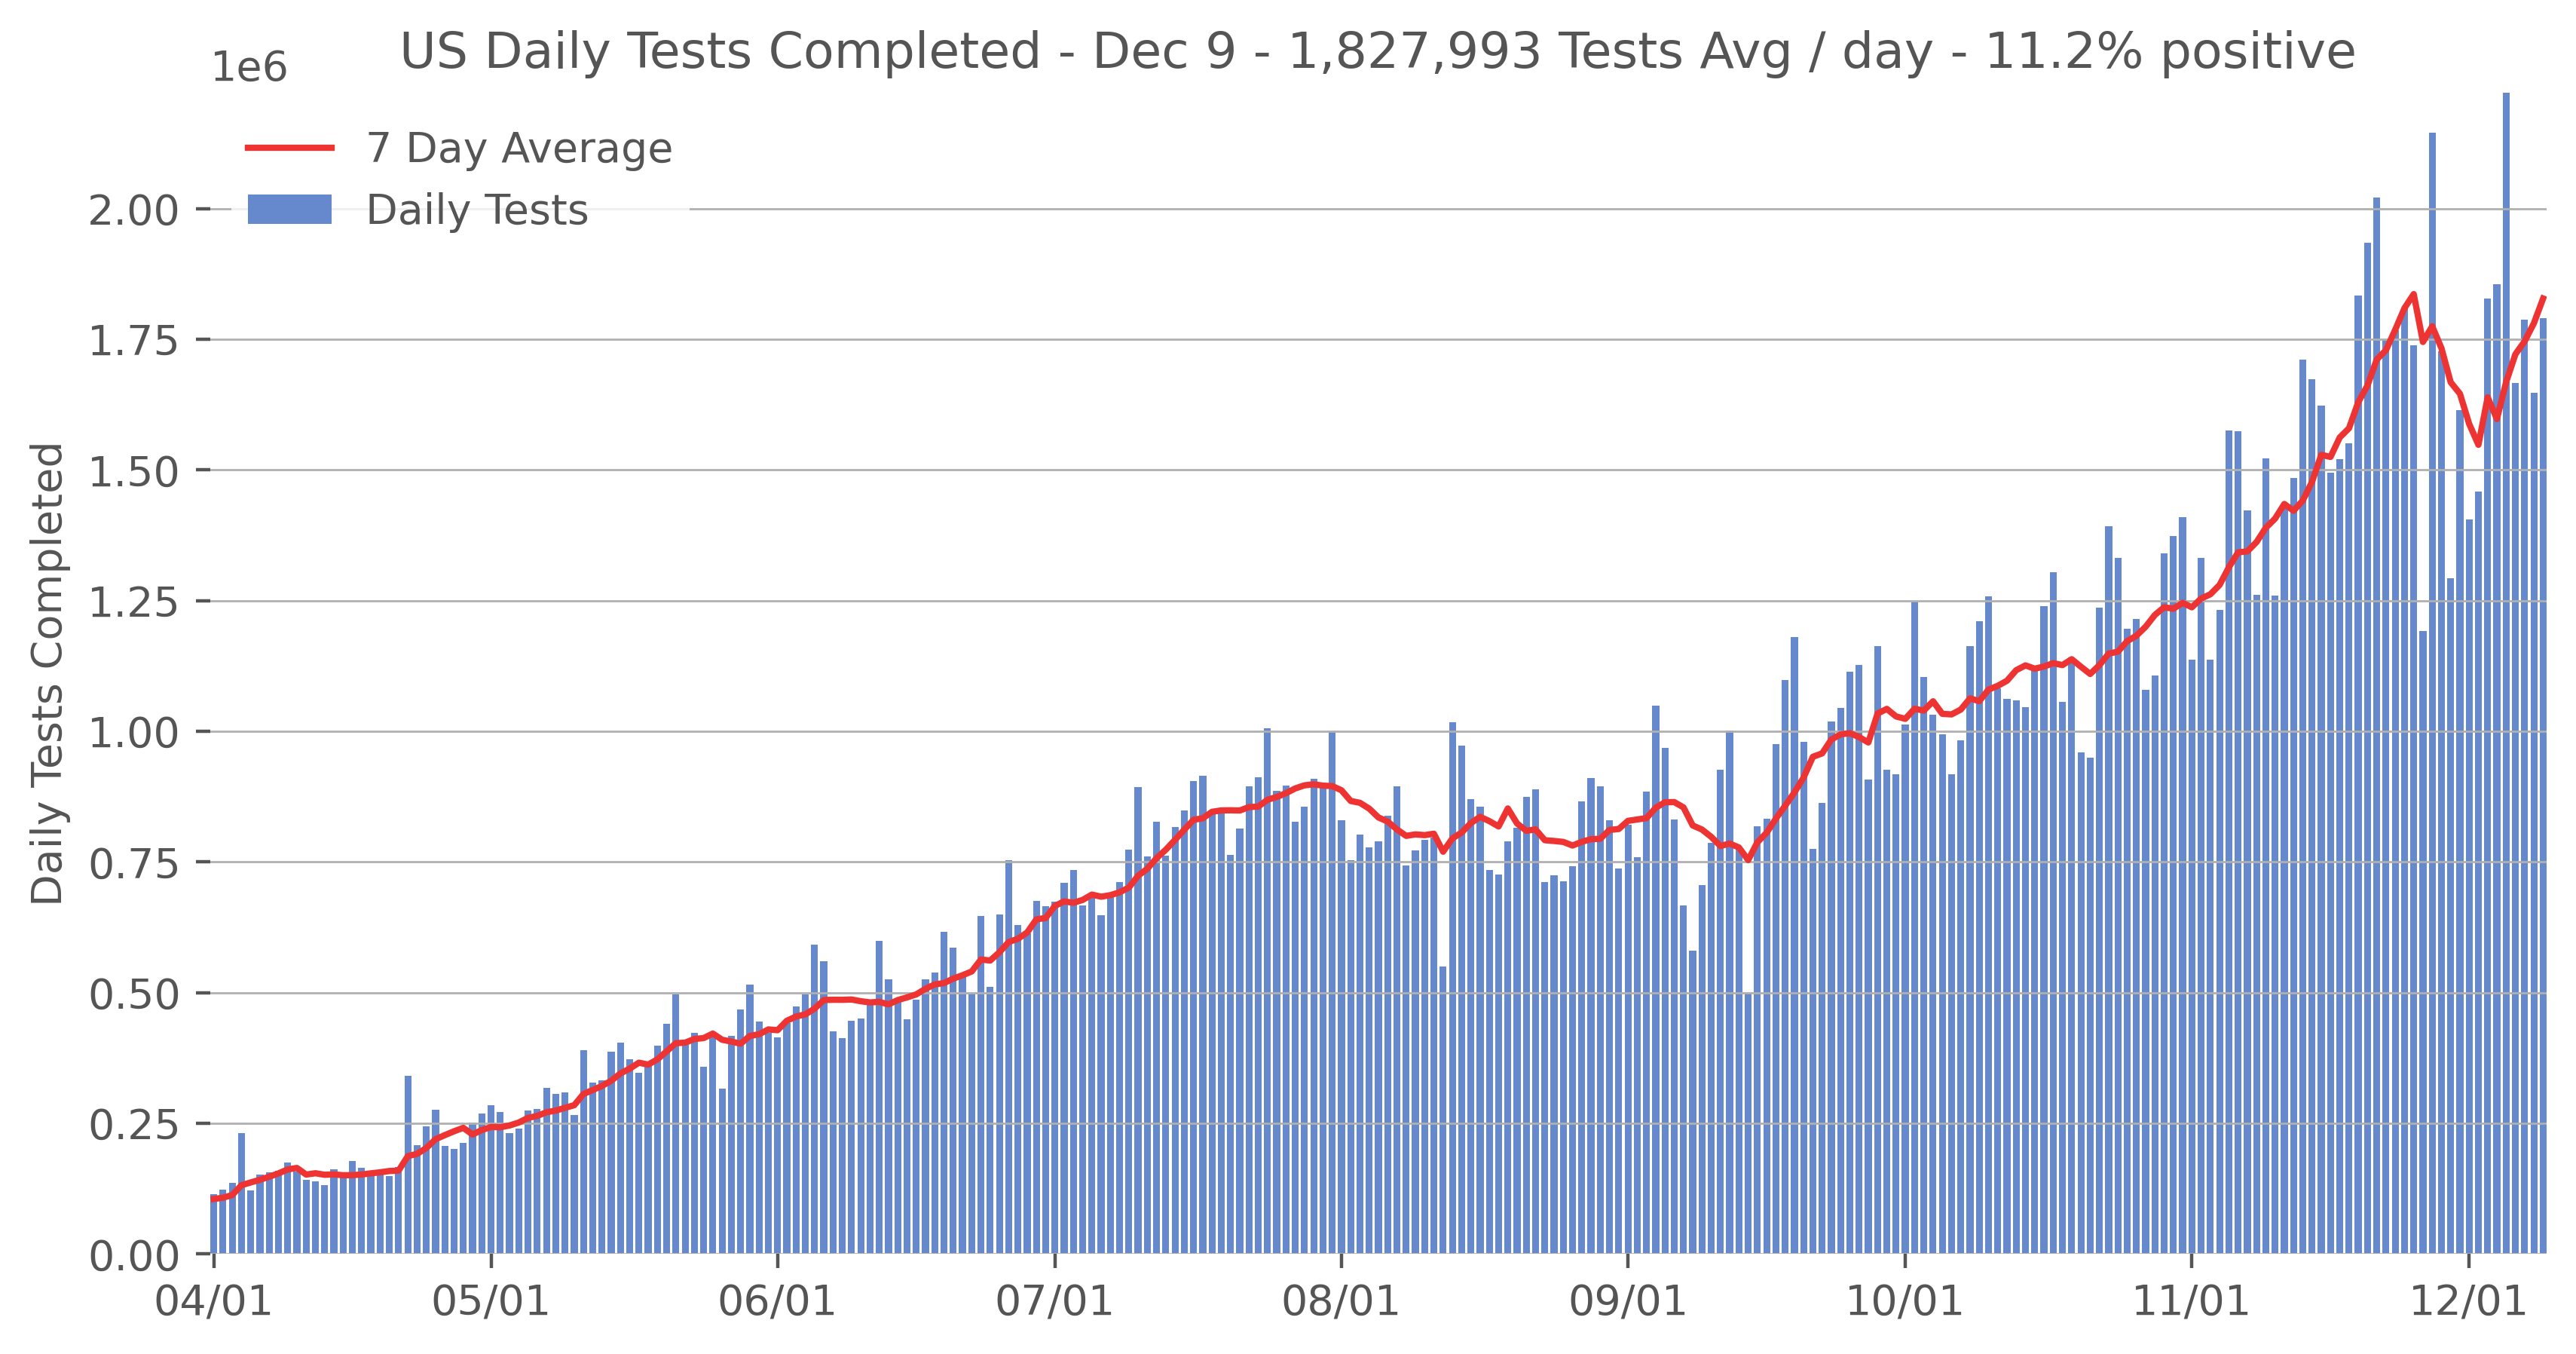 US Daily Tests Completed - Dec 9 - 1,827,993 Tests Avg / day - 11.2% positive
1e6
7 Day Average
Daily Tests
Daily Tests Completed
2.00
1.75
1.50
1.25
1.00
0.75
0.50
0.25
0.00
04/01 05/01 06/01 07/01 08/01 09/01 10/01 11/01 12/01